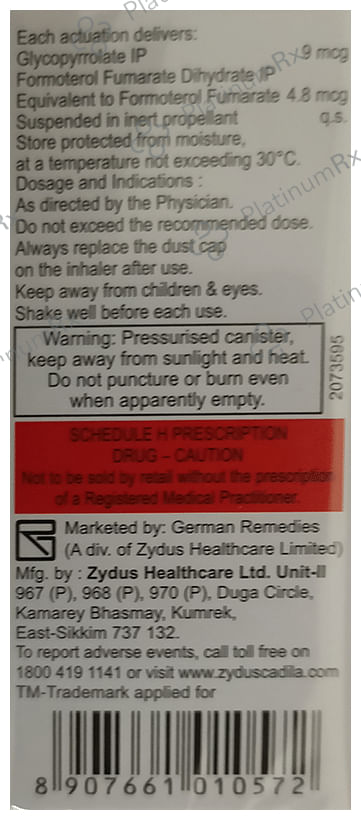 Each actuation delivers:
Glycopyrrolate IP 9 mcg
Formoterol Fumarate Dihydrate IP
Equivalent to Formoterol Fumarate 4.8 mcg
Suspended in inert propellant q.s.
Store protected from moisture,
at a temperature not exceeding 30°C.
Dosage and Indications :
As directed by the Physician.
Do not exceed the recommended dose.
Always replace the dust cap
on the inhaler after use.
Keep away from children & eyes.
Shake well before each use.
Warning: Pressurised canister,
keep away from sunlight and heat.
Do not puncture or burn even
when apparently empty.
2073595
SCHEDULE H PRESCRIPTION
DRUG – CAUTION
Not to be sold by retail without the prescription
of a Registered Medical Practitioner.
Marketed by: German Remedies
(A div. of Zydus Healthcare Limited)
Mfg. by : Zydus Healthcare Ltd. Unit-II
967 (P), 968 (P), 970 (P), Duga Circle,
Kamarey Bhasmay, Kumrek,
East-Sikkim 737 132.
To report adverse events, call toll free on
1800 419 1141 or visit www.zyduscadila.com
TM-Trademark applied for
8 907661 010572
PlatinumRx